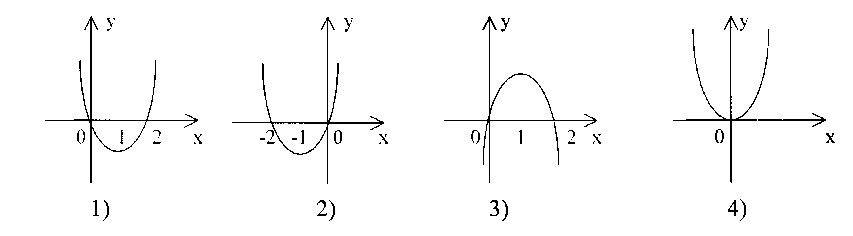 y y y y
0 1 2 x -2 -1 0 x 0 1 2 x 0 x
1) 2) 3) 4)